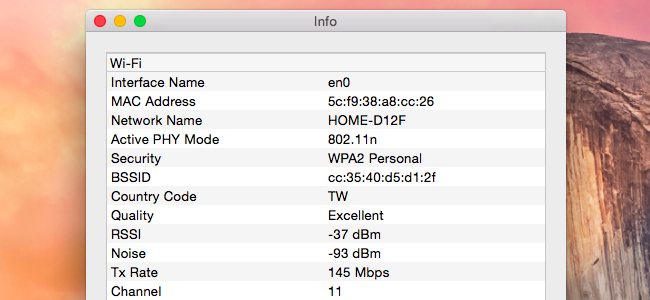 Info
Wi-Fi
Interface Name en0
MAC Address 5c:f9:38:a8:cc:26
Network Name HOME-D12F
Active PHY Mode 802.11n
Security WPA2 Personal
BSSID cc:35:40:d5:d1:2f
Country Code TW
Quality Excellent
RSSI -37 dBm
Noise -93 dBm
Tx Rate 145 Mbps
Channel 11